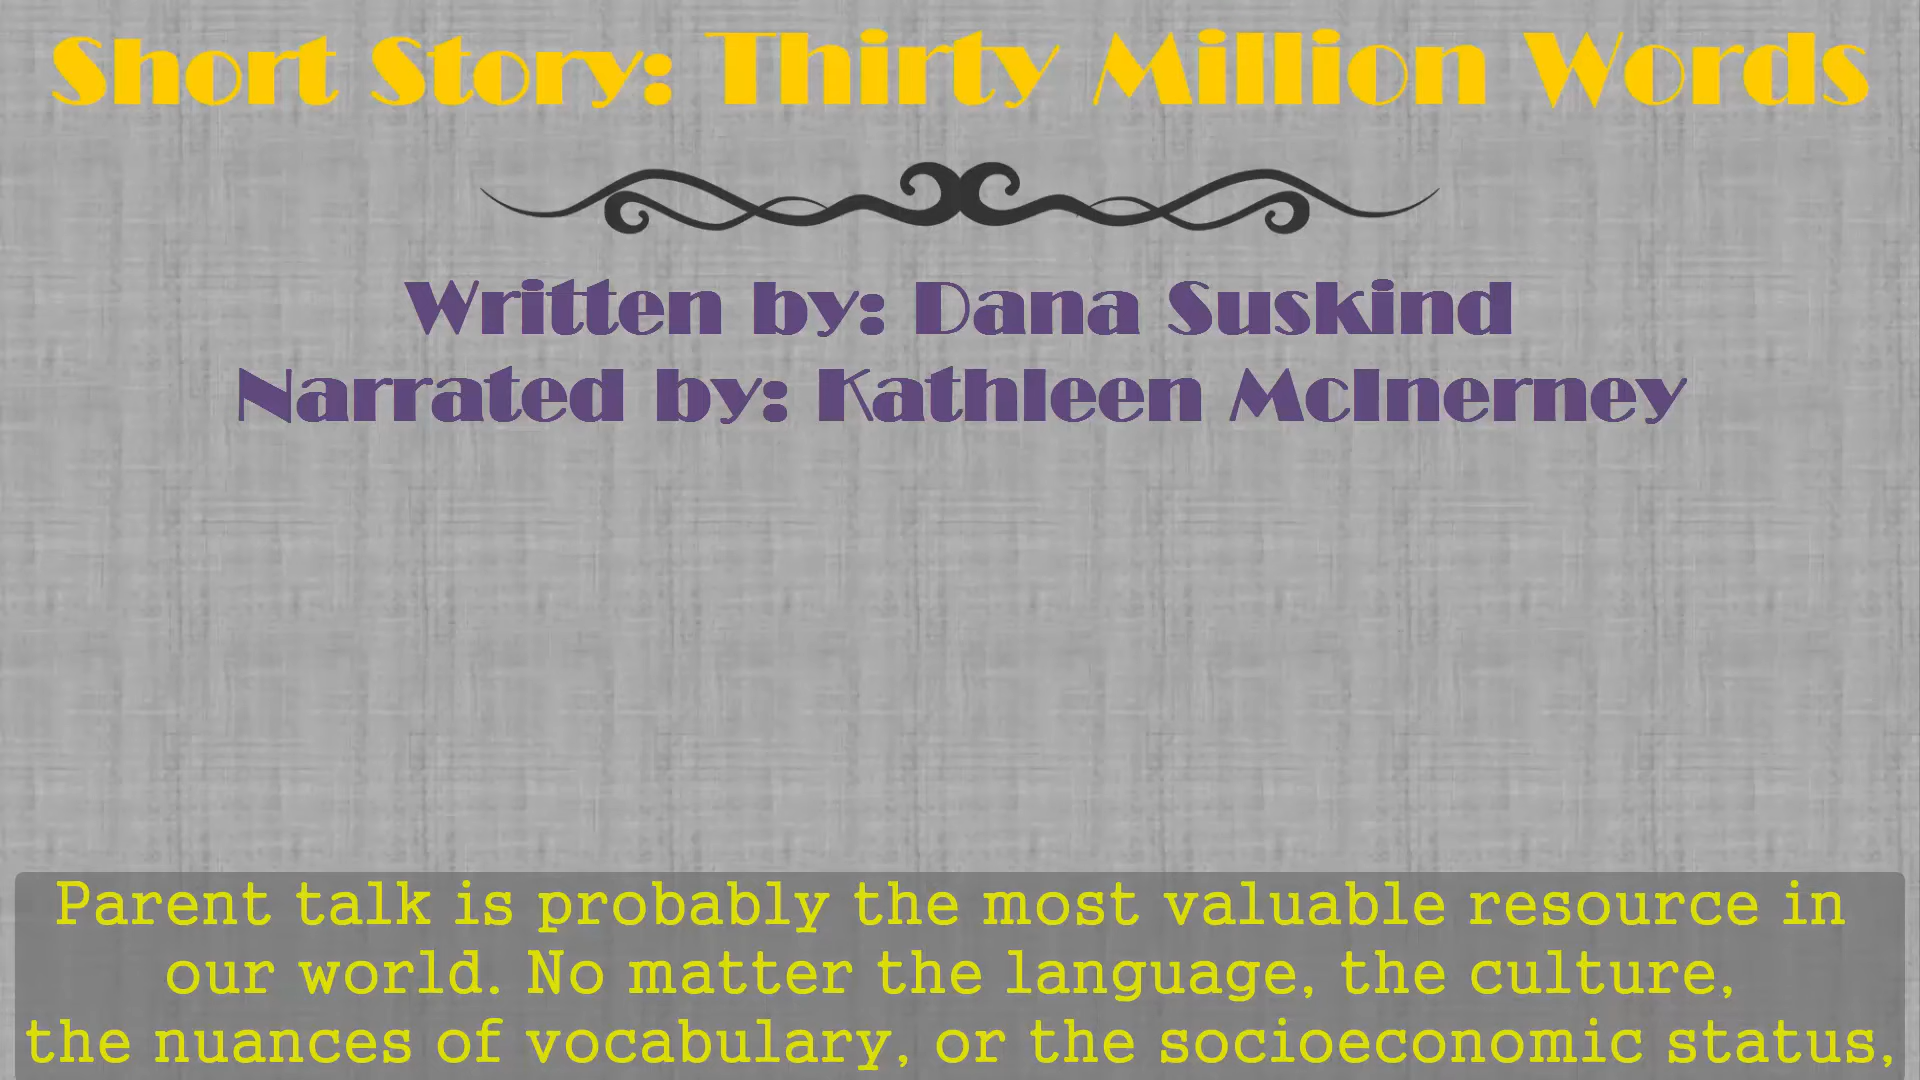 Short Story: Thirty Million Words
Written by: Dana Suskind
Narrated by: Kathleen McInerney
Parent talk is probably the most valuable resource in
our world. No matter the language, the culture,
the nuances of vocabulary, or the socioeconomic status,